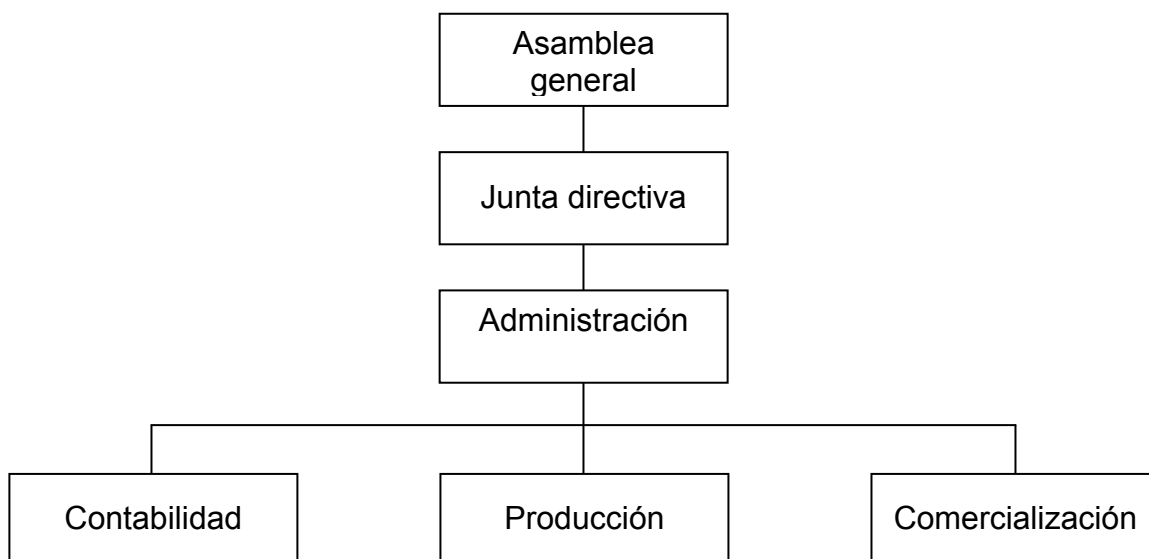 Asamblea
general
Junta directiva
Administración
Contabilidad
Producción
Comercialización